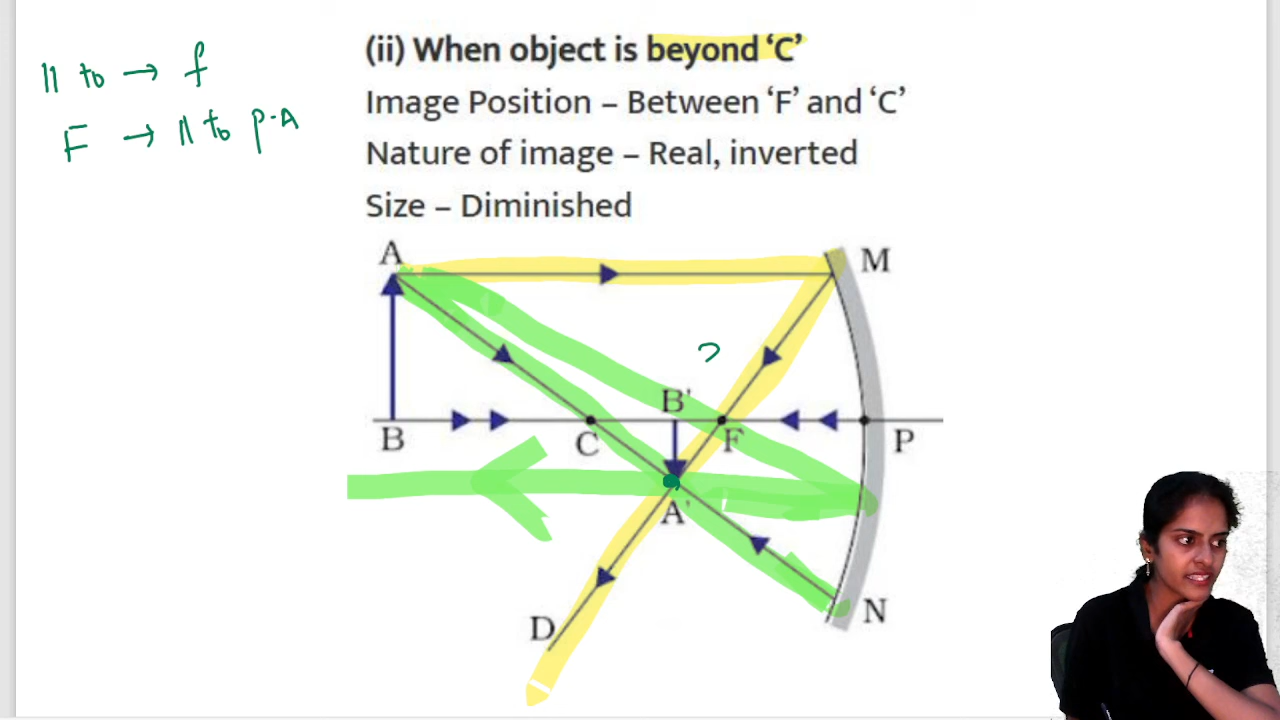 || to → f
F → || to p.A
(ii) When object is beyond ‘C’
Image Position – Between ‘F’ and ‘C’
Nature of image – Real, inverted
Size – Diminished
A
M
B'
B
C
F
P
A'
D
N